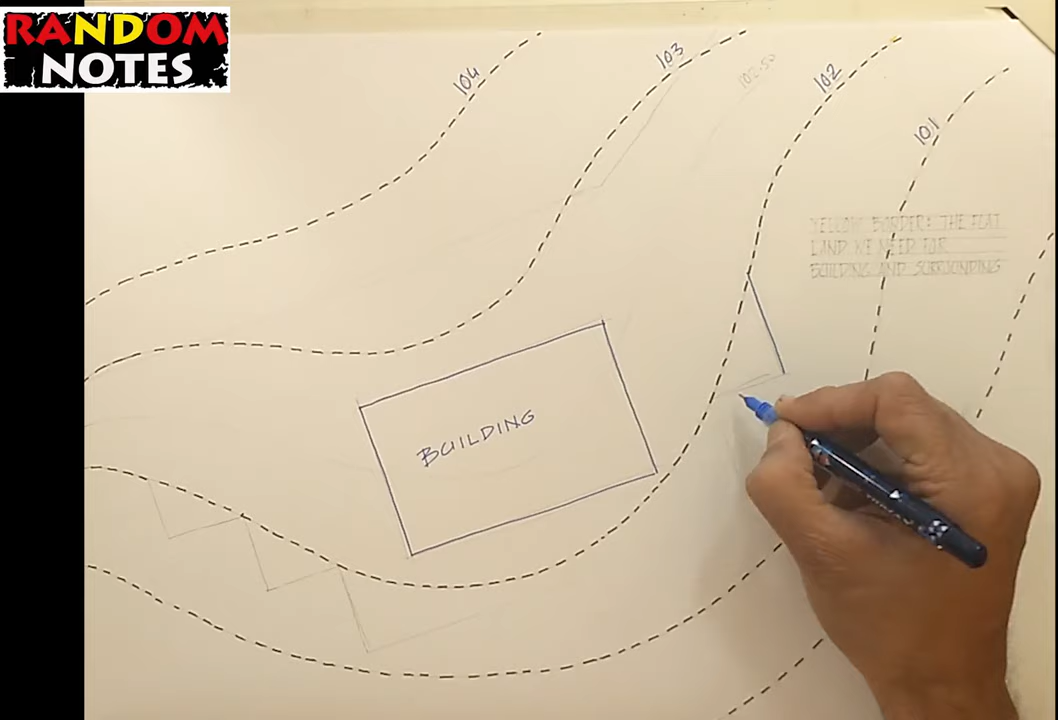 RANDOM
NOTES
104
103
102.50
102
101
YELLOW BORDER: THE FLAT
LAND WE NEED FOR
BUILDING AND SURROUNDING
BUILDING